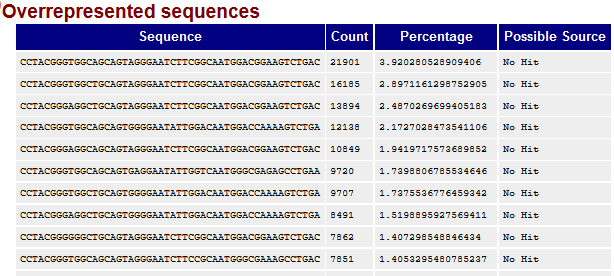 Overrepresented sequences
Sequence Count Percentage Possible Source
CCTACGGGTGGCAGCAGTAGGGAATCTTCGGCAATGGACGGAAGTCTGAC 21901 3.920280528909406 No Hit
CCTACGGGTGGCTGCAGTAGGGAATCTTCGGCAATGGACGGAAGTCTGAC 16185 2.8971161298752905 No Hit
CCTACGGGAGGCTGCAGTAGGGAATCTTCGGCAATGGACGGAAGTCTGAC 13894 2.4870269699405183 No Hit
CCTACGGGTGGCAGCAGTGGGGAATATTGGACAATGGACCAAAAGTCTGA 12138 2.1727028473541106 No Hit
CCTACGGGAGGCAGCAGTAGGGAATCTTCGGCAATGGACGGAAGTCTGAC 10849 1.9419717573689852 No Hit
CCTACGGGTGGCAGCAGTGAGGAATATTGGTCAATGGGCGAGAGCCTGAA 9720 1.7398806785534646 No Hit
CCTACGGGTGGCTGCAGTGGGGAATATTGGACAATGGACCAAAAGTCTGA 9707 1.7375536776459342 No Hit
CCTACGGGAGGCTGCAGTGGGGAATATTGGACAATGGACCAAAAGTCTGA 8491 1.5198895927569411 No Hit
CCTACGGGGGGCTGCAGTAGGGAATCTTCGGCAATGGACGGAAGTCTGAC 7862 1.407298548846434 No Hit
CCTACGGGTGGCAGCAGTAGGGAATCTTCCGCAATGGGCGAAAGCCTGAC 7851 1.4053295480785237 No Hit